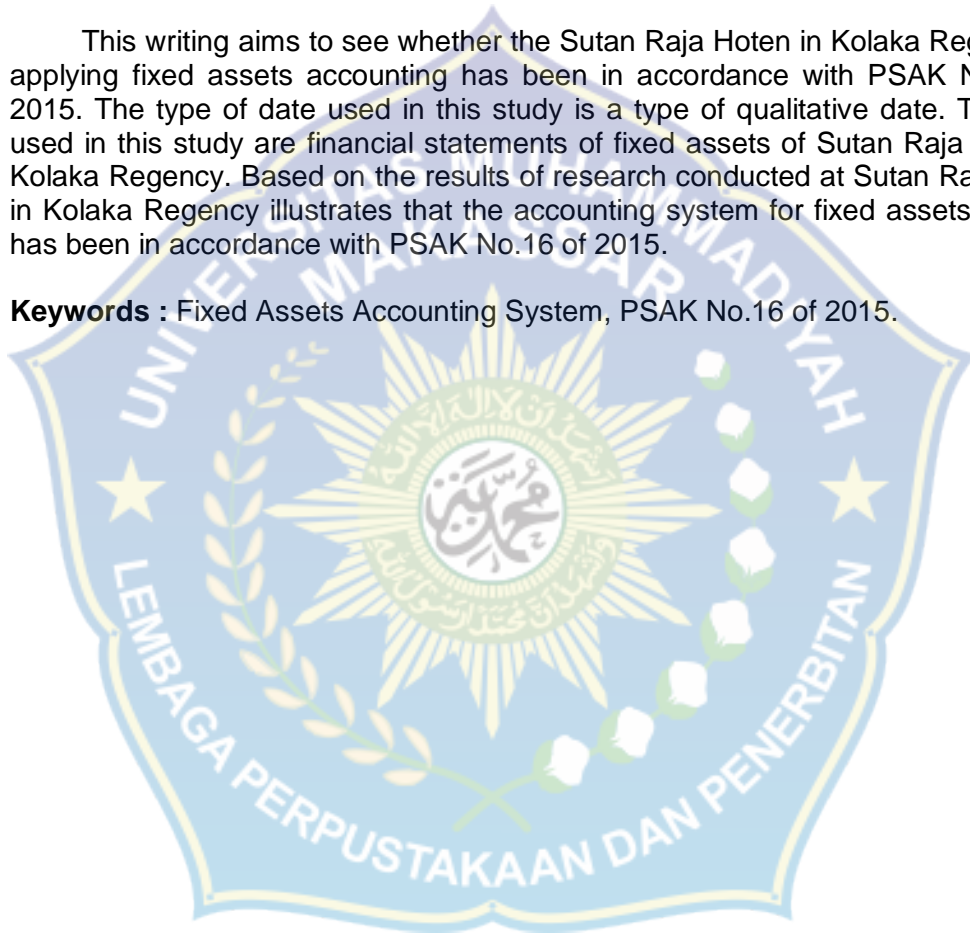 This writing aims to see whether the Sutan Raja Hoten in Kolaka Reg
applying fixed assets accounting has been in accordance with PSAK N
2015. The type of date used in this study is a type of qualitative date. T
used in this study are financial statements of fixed assets of Sutan Raja
Kolaka Regency. Based on the results of research conducted at Sutan Ra
in Kolaka Regency illustrates that the accounting system for fixed assets
has been in accordance with PSAK No.16 of 2015.
Keywords : Fixed Assets Accounting System, PSAK No.16 of 2015.
UNIVERSITAS MUHAMMADIYAH
MAKASSAR
LEMBAGA PERPUSTAKAAN DAN PENERBITAN